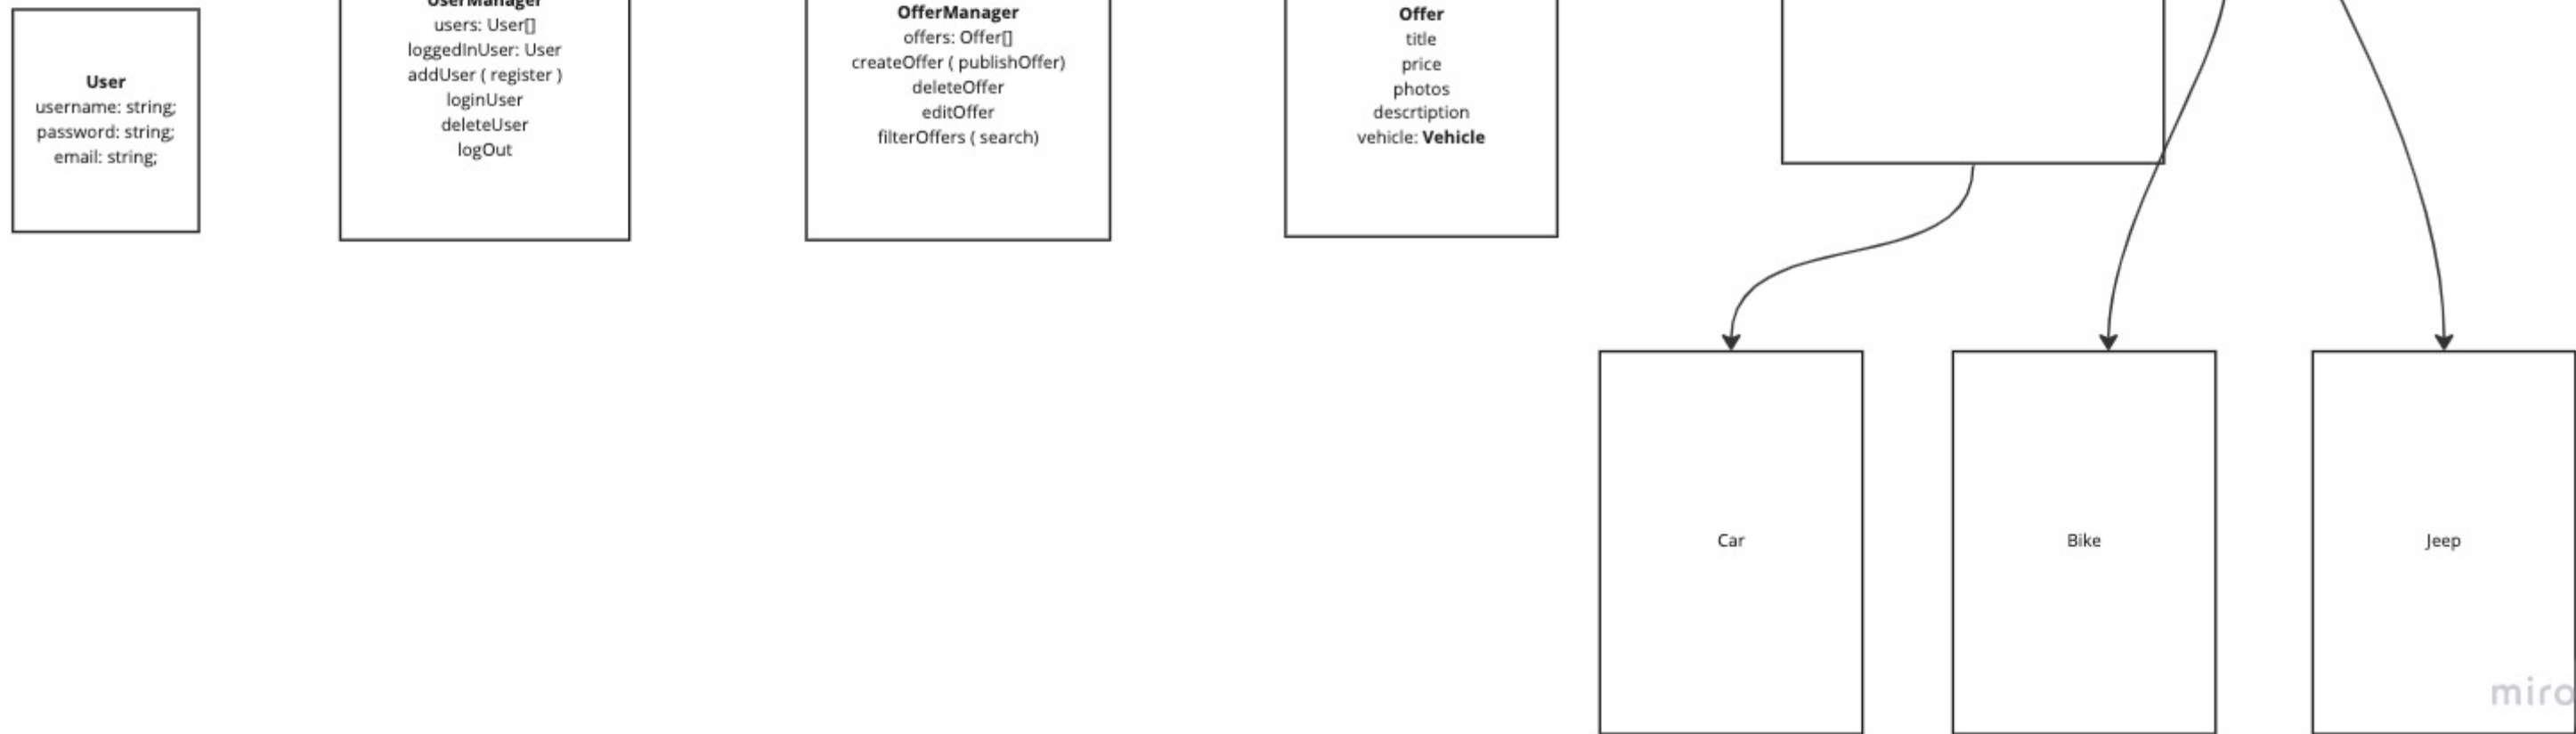 User
username: string;
password: string;
email: string;
UserManager
users: User[]
loggedInUser: User
addUser ( register )
loginUser
deleteUser
logOut
OfferManager
offers: Offer[]
createOffer ( publishOffer)
deleteOffer
editOffer
filterOffers ( search)
Offer
title
price
photos
descrtiption
vehicle: Vehicle
Car
Bike
Jeep
miro